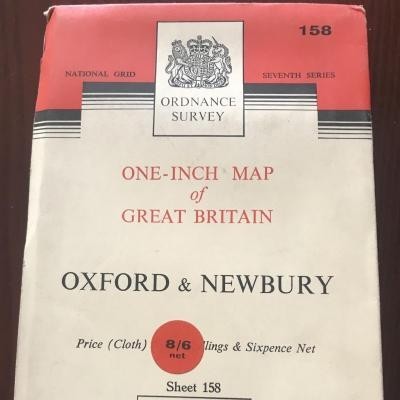 158
NATIONAL GRID
SEVENTH SERIES
ORDNANCE
SURVEY
ONE-INCH MAP
of
GREAT BRITAIN
OXFORD & NEWBURY
Price (Cloth) llings & Sixpence Net
8/6
net
Sheet 158